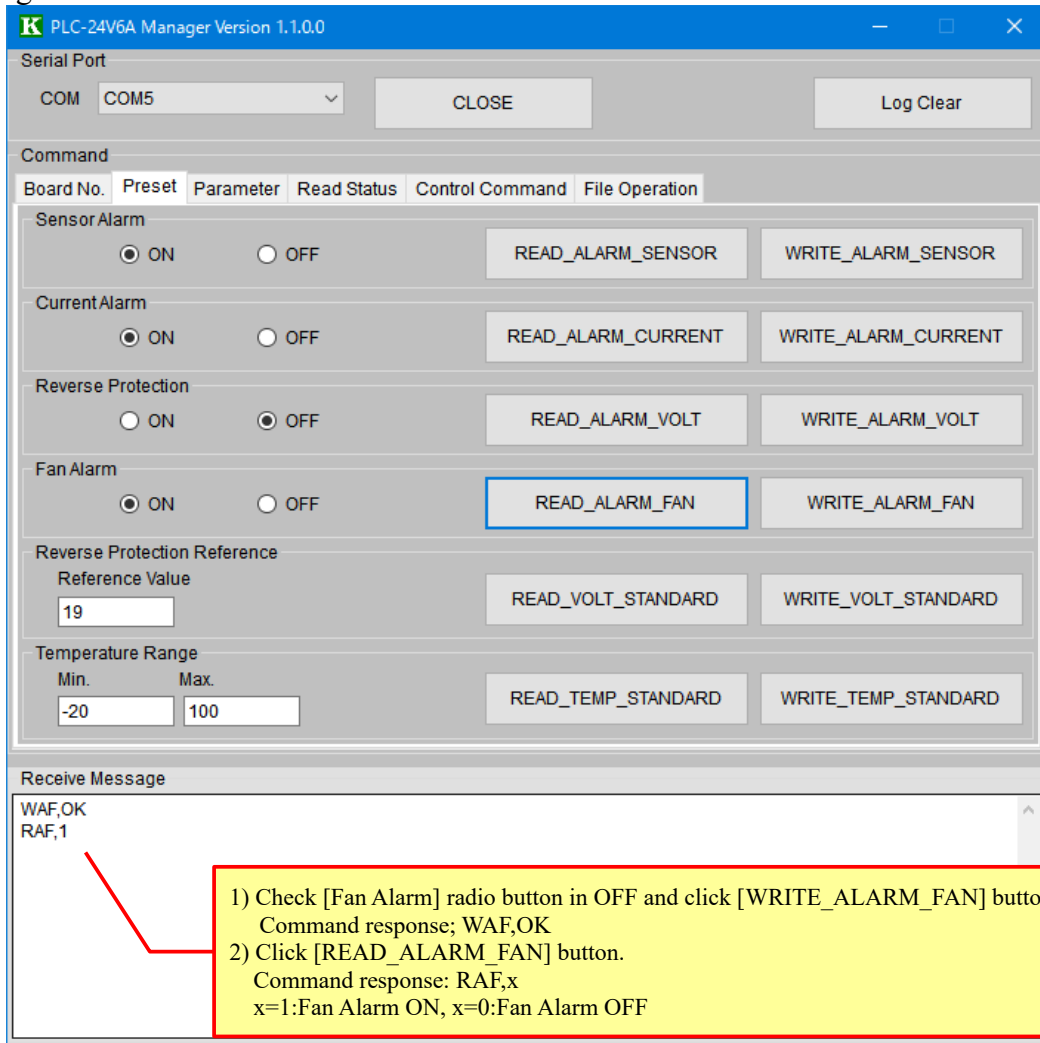 K PLC-24V6A Manager Version 1.1.0.0
Serial Port
COM COM5 CLOSE Log Clear
Command
Board No. Preset Parameter Read Status Control Command File Operation
Sensor Alarm
ON OFF READ_ALARM_SENSOR WRITE_ALARM_SENSOR
Current Alarm
ON OFF READ_ALARM_CURRENT WRITE_ALARM_CURRENT
Reverse Protection
ON OFF READ_ALARM_VOLT WRITE_ALARM_VOLT
Fan Alarm
ON OFF READ_ALARM_FAN WRITE_ALARM_FAN
Reverse Protection Reference
Reference Value
19 READ_VOLT_STANDARD WRITE_VOLT_STANDARD
Temperature Range
Min. Max.
-20 100 READ_TEMP_STANDARD WRITE_TEMP_STANDARD
Receive Message
WAF,OK
RAF,1
1) Check [Fan Alarm] radio button in OFF and click [WRITE_ALARM_FAN] butto
Command response; WAF,OK
2) Click [READ_ALARM_FAN] button.
Command response: RAF,x
x=1:Fan Alarm ON, x=0:Fan Alarm OFF